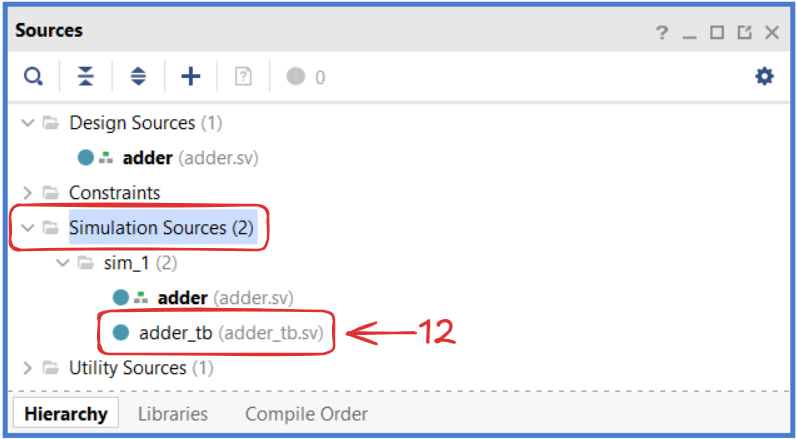 Sources
? 0
Design Sources (1)
adder (adder.sv)
Constraints
Simulation Sources (2)
sim_1 (2)
adder (adder.sv)
adder_tb (adder_tb.sv) 12
Utility Sources (1)
Hierarchy Libraries Compile Order